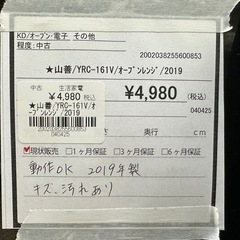 KD/オーブン・電子 その他
程度:中古
2002038255600853
★山善/YRC-161V/オーブンレンジ/2019
中古 生活家電
¥4,980(税込)
★山善/YRC-161V/オ
ーブンレンジ/2019
2002038255600853
040425
¥4,980(税込)
040425
cm
☑現状販売 □1ヶ月保証 □3ヶ月保証 □6ヶ月保証
動作OK 2019年製
キズ、汚れあり